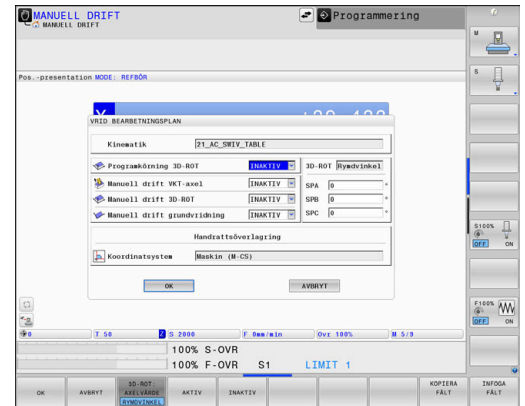 MANUELL DRIFT
MANUELL DRIFT
Programmering
Pos.-presentation MODE: REFBÖR
VRID BEARBETNINGSPLAN
Kinematik 21_AC_SWIV_TABLE
Programkörning 3D-ROT INAKTIV
3D-ROT Rymdvinkel
Manuell drift VKT-axel INAKTIV
SPA 0 °
Manuell drift 3D-ROT INAKTIV
SPB 0 °
Manuell drift grundvridning INAKTIV
SPC 0 °
Handrattsöverlagring
Koordinatsystem Maskin (M-CS)
OK AVBRYT
0 T 50 Z S 2000 F 0mm/min Ovr 100% M 5/9
100% S-OVR
100% F-OVR S1 LIMIT 1
M
S
S100%
OFF ON
F100%
OFF ON
OK
AVBRYT
3D-ROT:
AXELVÄRDE
RYMDVINKEL
AKTIV
INAKTIV
KOPIERA
FÄLT
INFOGA
FÄLT